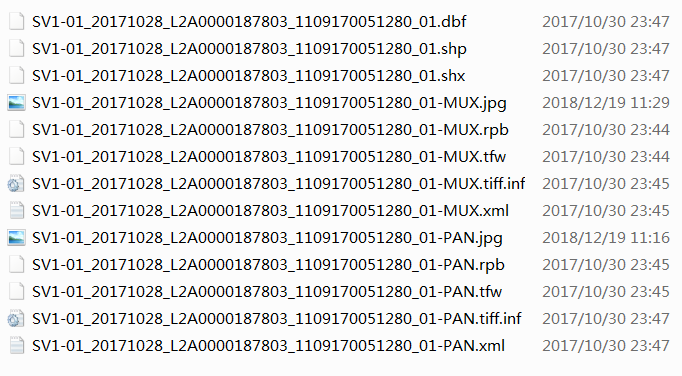 SV1-01_20171028_L2A0000187803_1109170051280_01.dbf 2017/10/30 23:47
SV1-01_20171028_L2A0000187803_1109170051280_01.shp 2017/10/30 23:47
SV1-01_20171028_L2A0000187803_1109170051280_01.shx 2017/10/30 23:47
SV1-01_20171028_L2A0000187803_1109170051280_01-MUX.jpg 2018/12/19 11:29
SV1-01_20171028_L2A0000187803_1109170051280_01-MUX.rpb 2017/10/30 23:44
SV1-01_20171028_L2A0000187803_1109170051280_01-MUX.tfw 2017/10/30 23:44
SV1-01_20171028_L2A0000187803_1109170051280_01-MUX.tiff.inf 2017/10/30 23:45
SV1-01_20171028_L2A0000187803_1109170051280_01-MUX.xml 2017/10/30 23:45
SV1-01_20171028_L2A0000187803_1109170051280_01-PAN.jpg 2018/12/19 11:16
SV1-01_20171028_L2A0000187803_1109170051280_01-PAN.rpb 2017/10/30 23:45
SV1-01_20171028_L2A0000187803_1109170051280_01-PAN.tfw 2017/10/30 23:45
SV1-01_20171028_L2A0000187803_1109170051280_01-PAN.tiff.inf 2017/10/30 23:47
SV1-01_20171028_L2A0000187803_1109170051280_01-PAN.xml 2017/10/30 23:47